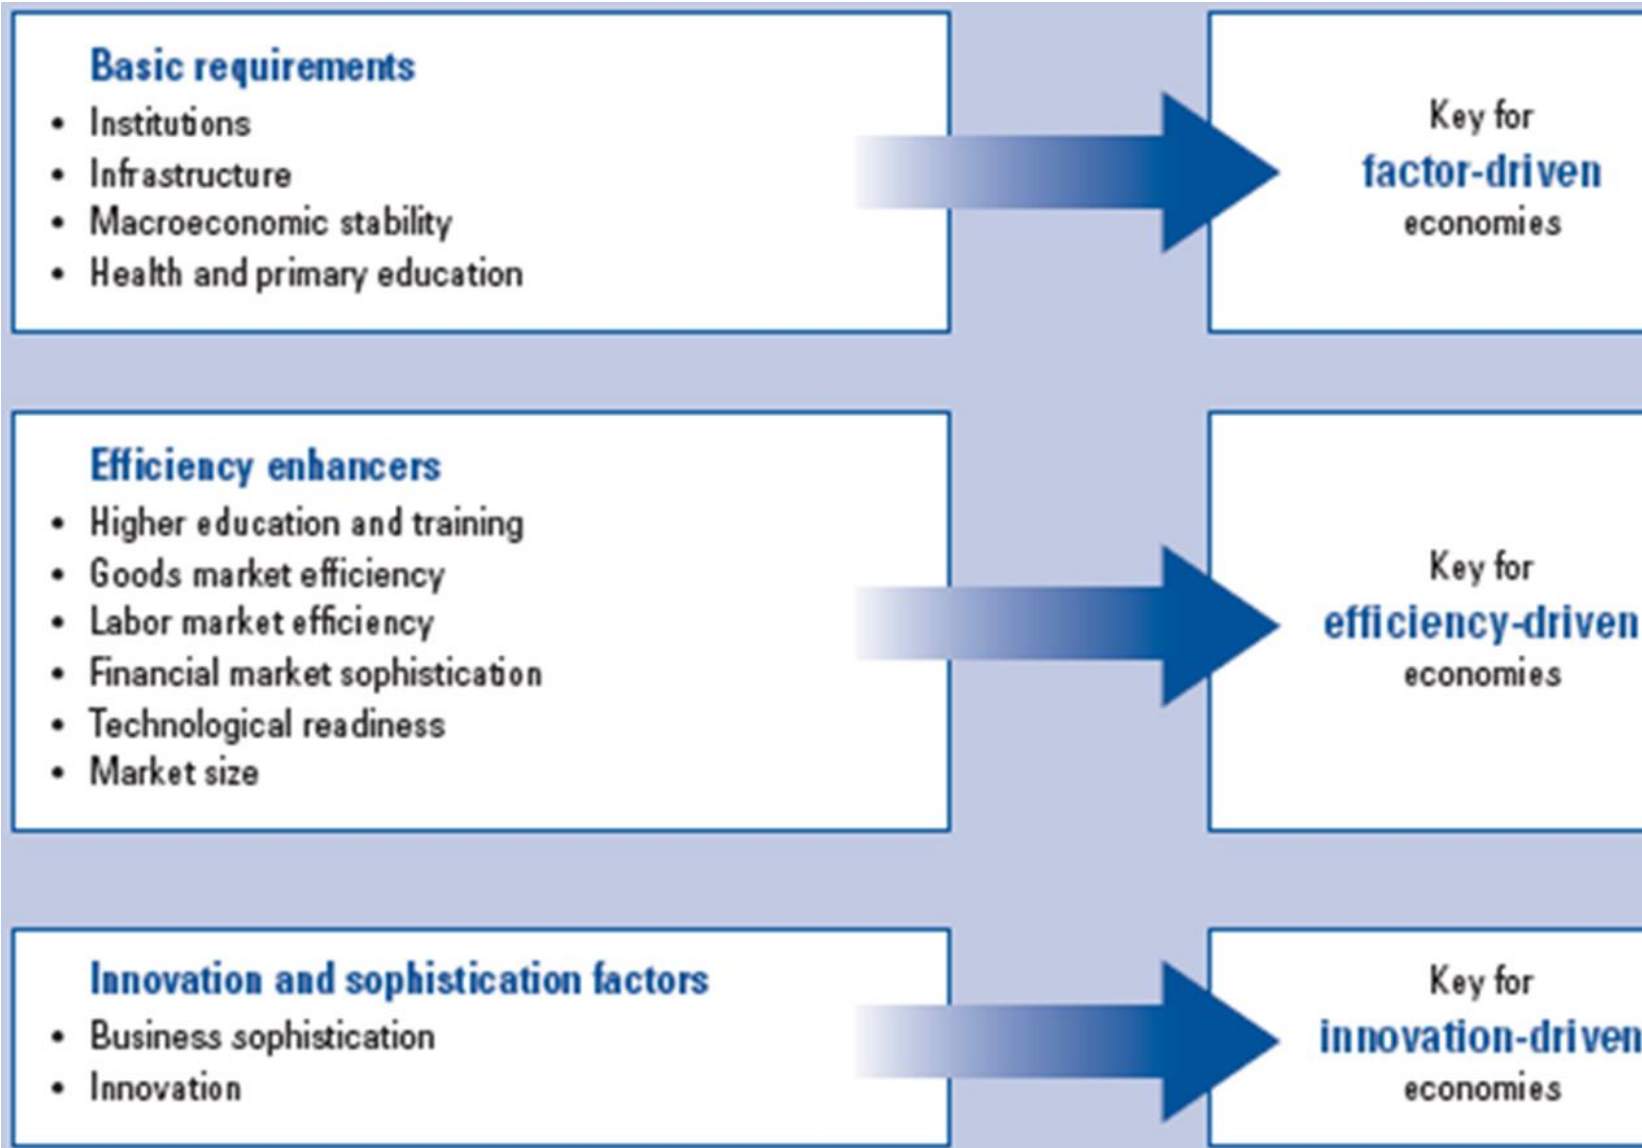 Basic requirements
• Institutions
• Infrastructure
• Macroeconomic stability
• Health and primary education
Key for
factor-driven
economies
Efficiency enhancers
• Higher education and training
• Goods market efficiency
• Labor market efficiency
• Financial market sophistication
• Technological readiness
• Market size
Key for
efficiency-driven
economies
Innovation and sophistication factors
• Business sophistication
• Innovation
Key for
innovation-driven
economies